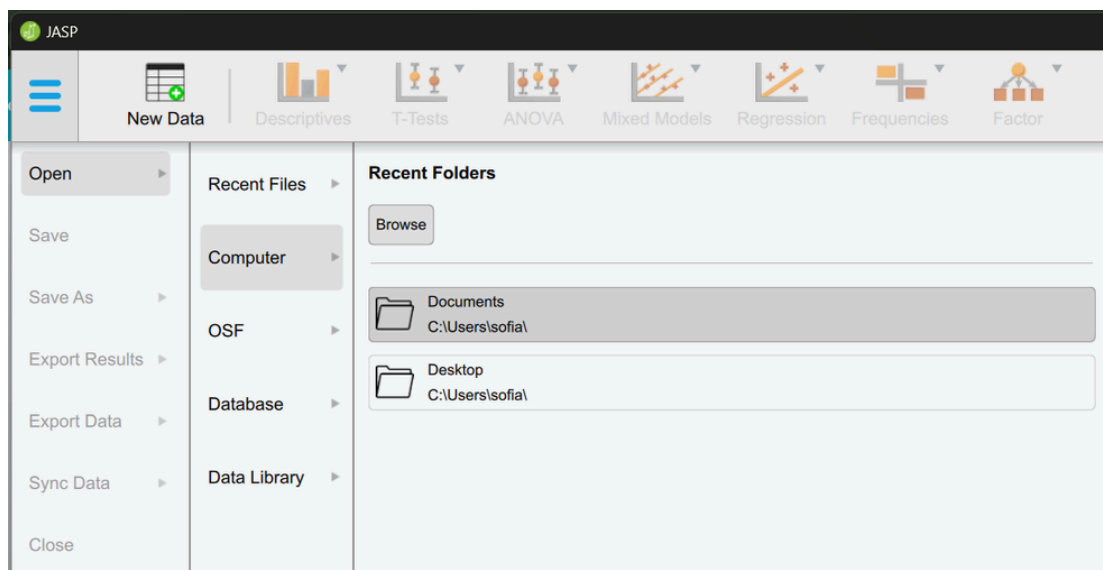 JASP
New Data
Descriptives
T-Tests
ANOVA
Mixed Models
Regression
Frequencies
Factor
Open
Save
Save As
Export Results
Export Data
Sync Data
Close
Recent Files
Computer
OSF
Database
Data Library
Recent Folders
Browse
Documents
C:\Users\sofia\
Desktop
C:\Users\sofia\